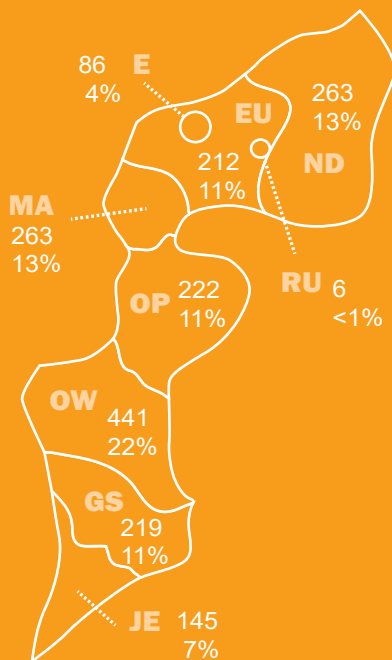 86 E
4%
EU
212
11%
263
13%
ND
MA
263
13%
RU 6
<1%
OP 222
11%
OW
441
22%
GS
219
11%
JE 145
7%